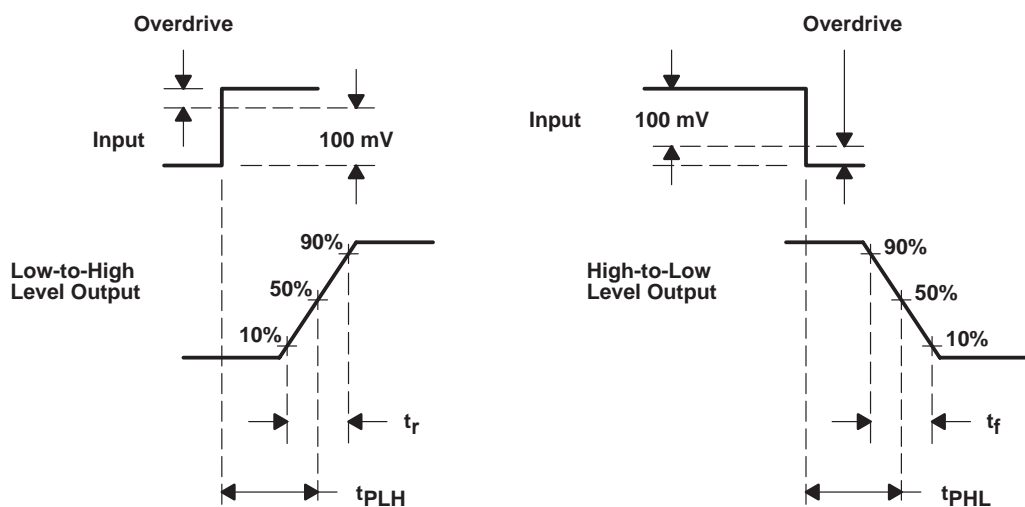 Overdrive
Input
100 mV
90%
Low-to-High
Level Output
50%
10%
tr
tPLH
Overdrive
Input
100 mV
90%
High-to-Low
Level Output
50%
10%
tf
tPHL